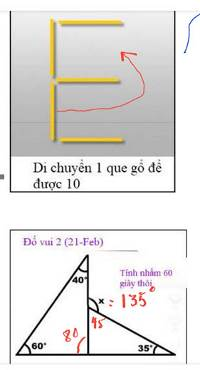 Di chuyển 1 que gỗ để
được 10
Đố vui 2 (21-Feb)
Tính nhẩm 60
giây thôi
40°
x = 135°
45
80
60°
35°